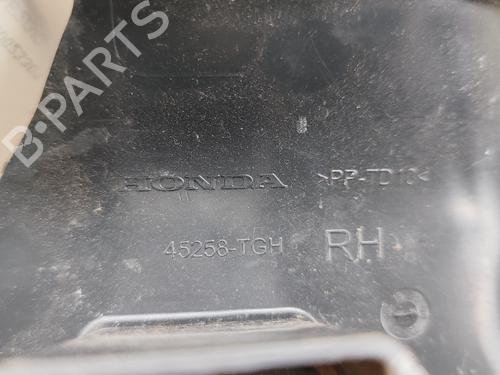 B-PARTS
HONDA
>PP-TD10<
45258-TGH
RH